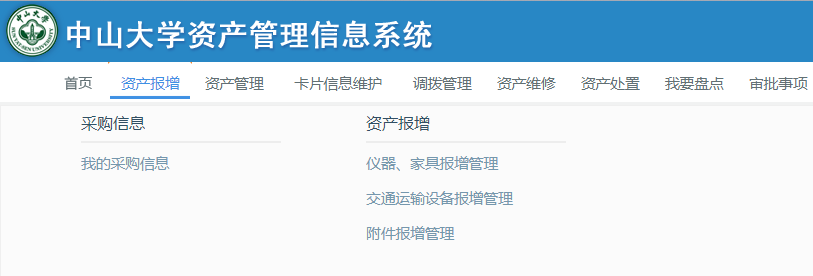 中山大学资产管理信息系统
首页 资产报增 资产管理 卡片信息维护 调拨管理 资产维修 资产处置 我要盘点 审批事项
采购信息 资产报增
我的采购信息 仪器、家具报增管理
交通运输设备报增管理
附件报增管理